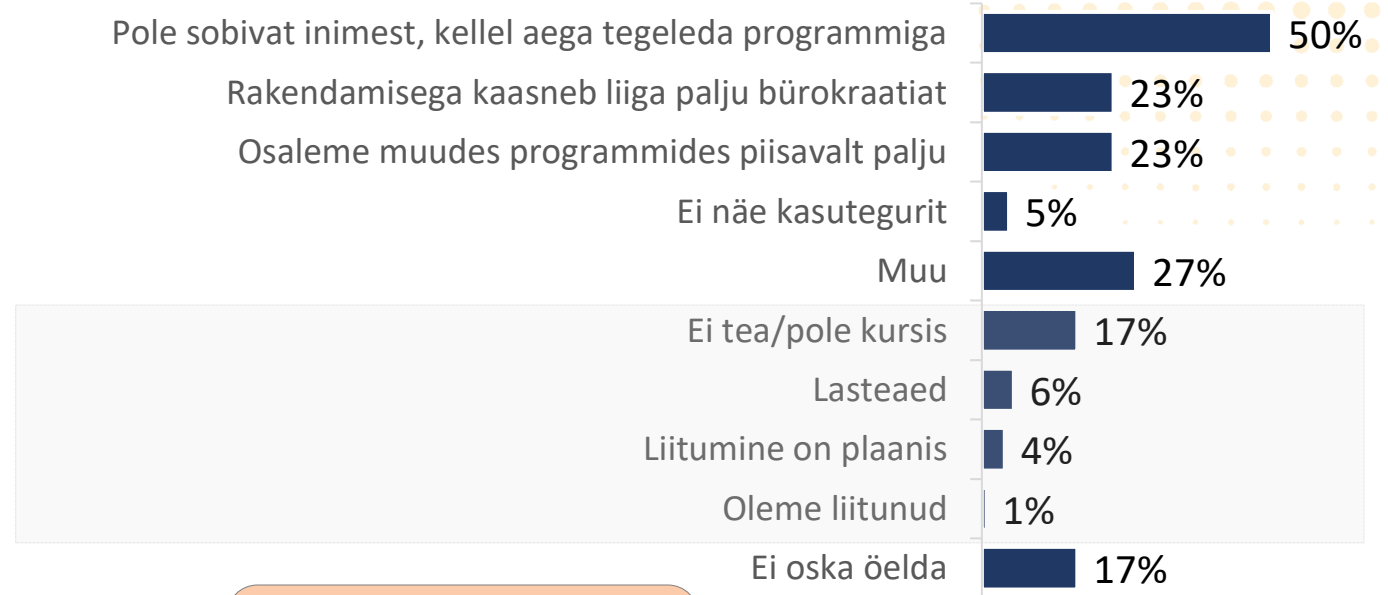 Pole sobivat inimest, kellel aega tegeleda programmiga 50%
Rakendamisega kaasneb liiga palju bürokraatiat 23%
Osaleme muudes programmides piisavalt palju 23%
Ei näe kasutegurit 5%
Muu 27%
Ei tea/pole kursis 17%
Lasteaed 6%
Liitumine on plaanis 4%
Oleme liitunud 1%
Ei oska öelda 17%